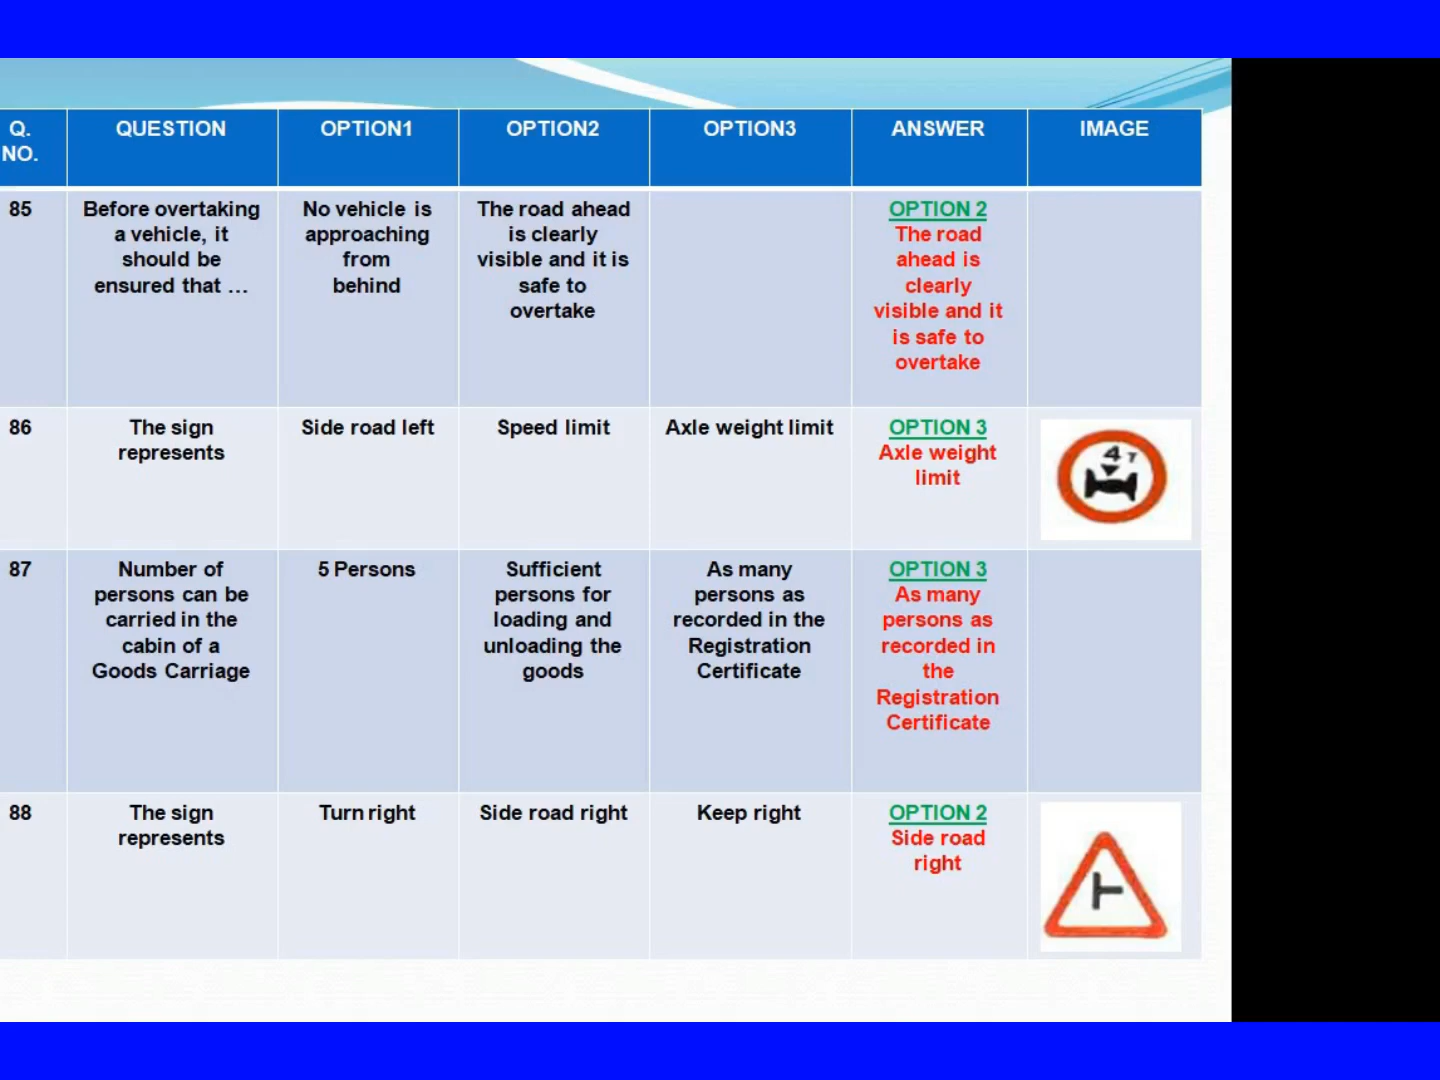 Q. NO.
QUESTION
OPTION1
OPTION2
OPTION3
ANSWER
IMAGE
85
Before overtaking
a vehicle, it
should be
ensured that …
No vehicle is
approaching
from
behind
The road ahead
is clearly
visible and it is
safe to
overtake
OPTION 2
The road
ahead is
clearly
visible and it
is safe to
overtake
86
The sign
represents
Side road left
Speed limit
Axle weight limit
OPTION 3
Axle weight
limit
4T
87
Number of
persons can be
carried in the
cabin of a
Goods Carriage
5 Persons
Sufficient
persons for
loading and
unloading the
goods
As many
persons as
recorded in the
Registration
Certificate
OPTION 3
As many
persons as
recorded in
the
Registration
Certificate
88
The sign
represents
Turn right
Side road right
Keep right
OPTION 2
Side road
right